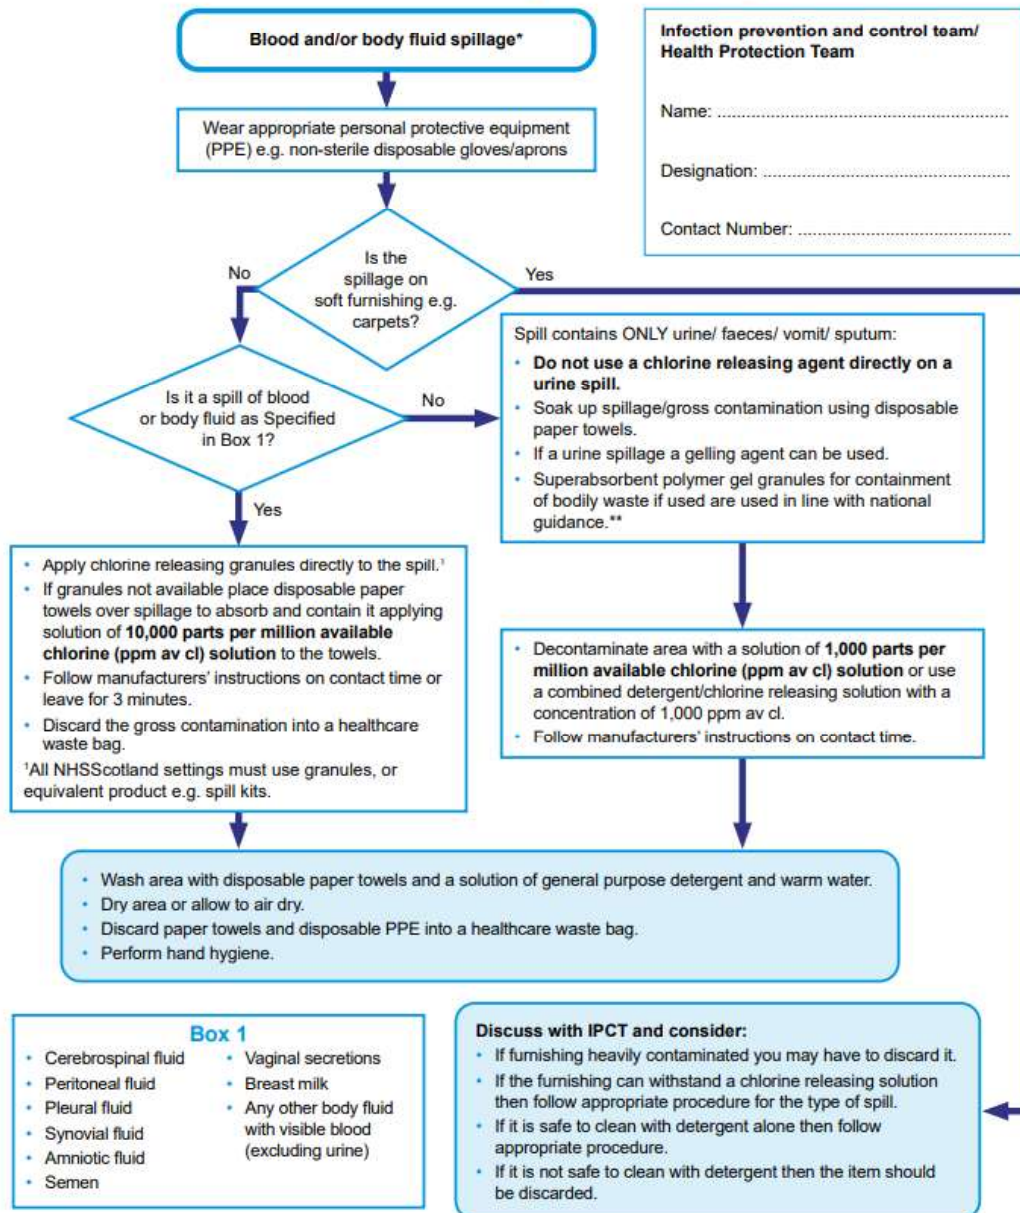 Blood and/or body fluid spillage*
Infection prevention and control team/
Health Protection Team
Name: ................................................................
Designation: ...................................................
Contact Number: ............................................
Wear appropriate personal protective equipment
(PPE) e.g. non-sterile disposable gloves/aprons
Is the
spillage on
soft furnishing e.g.
carpets?
No
Yes
Is it a spill of blood
or body fluid as Specified
in Box 1?
No
Yes
Spill contains ONLY urine/ faeces/ vomit/ sputum:
• Do not use a chlorine releasing agent directly on a
urine spill.
• Soak up spillage/gross contamination using disposable
paper towels.
• If a urine spillage a gelling agent can be used.
• Superabsorbent polymer gel granules for containment
of bodily waste if used are used in line with national
guidance.**
• Apply chlorine releasing granules directly to the spill.¹
• If granules not available place disposable paper
towels over spillage to absorb and contain it applying
solution of 10,000 parts per million available
chlorine (ppm av cl) solution to the towels.
• Follow manufacturers' instructions on contact time or
leave for 3 minutes.
• Discard the gross contamination into a healthcare
waste bag.
¹All NHSScotland settings must use granules, or
equivalent product e.g. spill kits.
• Decontaminate area with a solution of 1,000 parts per
million available chlorine (ppm av cl) solution or use
a combined detergent/chlorine releasing solution with a
concentration of 1,000 ppm av cl.
• Follow manufacturers' instructions on contact time.
• Wash area with disposable paper towels and a solution of general purpose detergent and warm water.
• Dry area or allow to air dry.
• Discard paper towels and disposable PPE into a healthcare waste bag.
• Perform hand hygiene.
Box 1
• Cerebrospinal fluid
• Peritoneal fluid
• Pleural fluid
• Synovial fluid
• Amniotic fluid
• Semen
• Vaginal secretions
• Breast milk
• Any other body fluid
with visible blood
(excluding urine)
Discuss with IPCT and consider:
• If furnishing heavily contaminated you may have to discard it.
• If the furnishing can withstand a chlorine releasing solution
then follow appropriate procedure for the type of spill.
• If it is safe to clean with detergent alone then follow
appropriate procedure.
• If it is not safe to clean with detergent then the item should
be discarded.